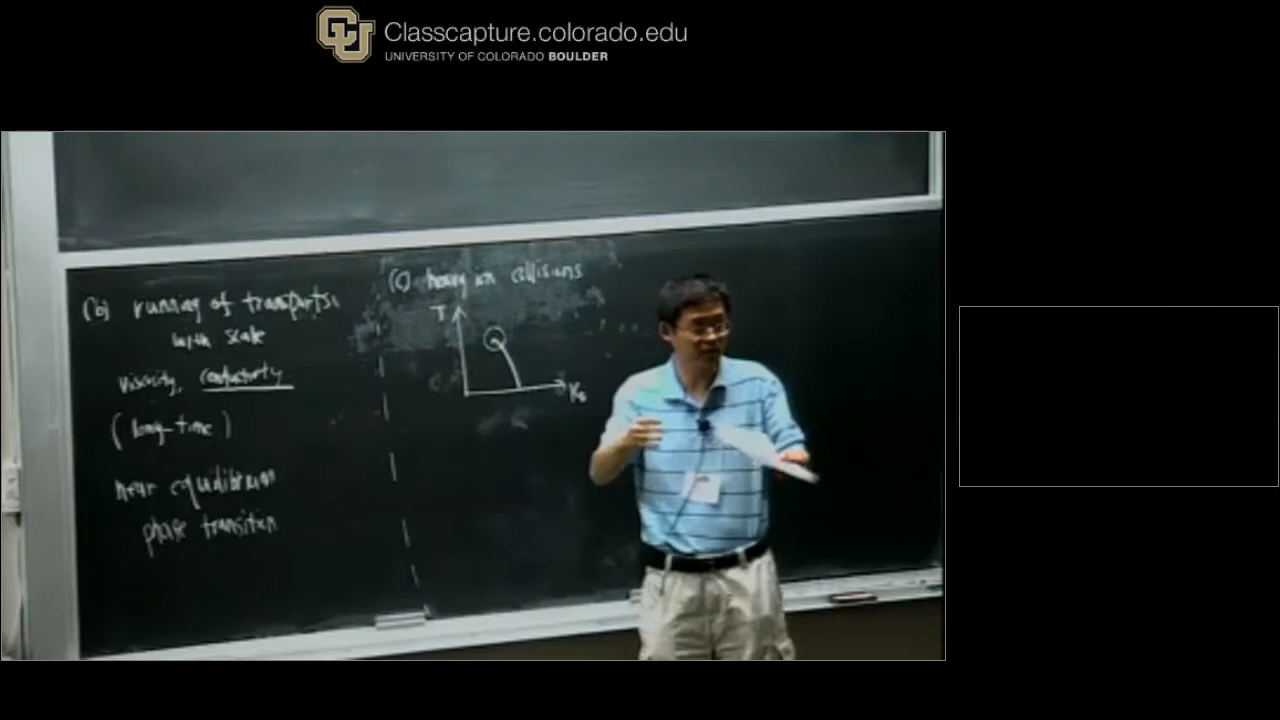 Classcapture.colorado.edu
UNIVERSITY OF COLORADO BOULDER
(b) running of transports
with scale
viscosity, conductivity
(long-time)
near equilibrium
phase transition
(c) heavy ion collisions
T